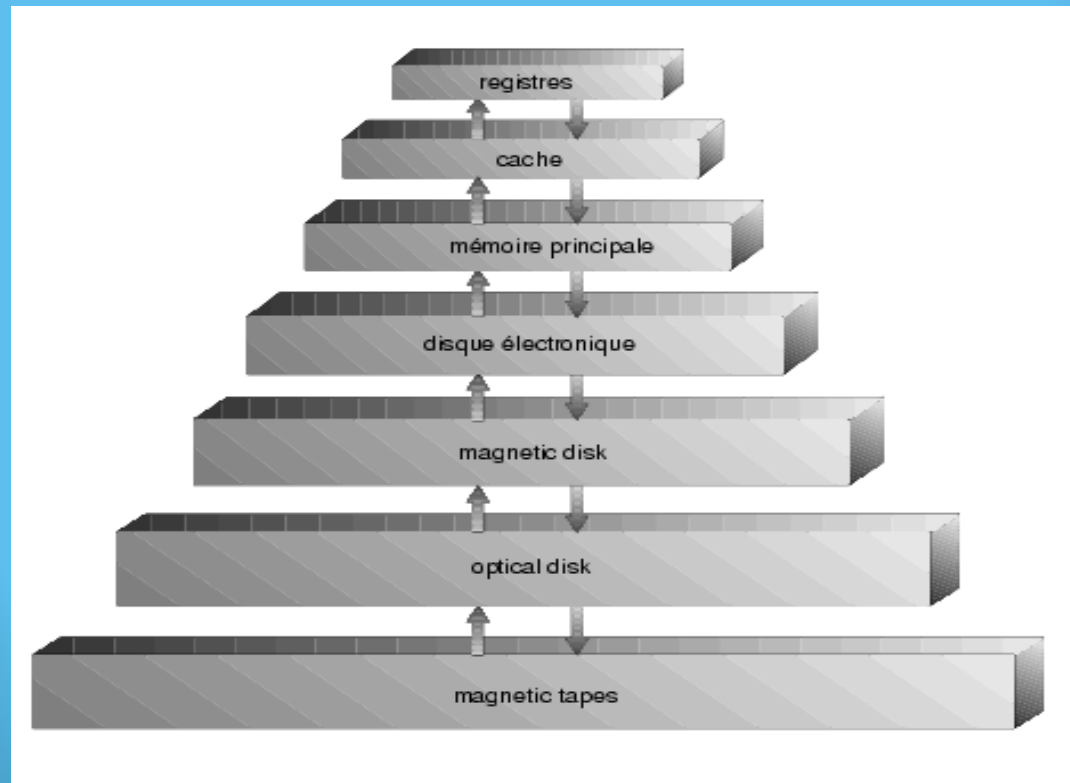 registres
cache
mémoire principale
disque électronique
magnetic disk
optical disk
magnetic tapes